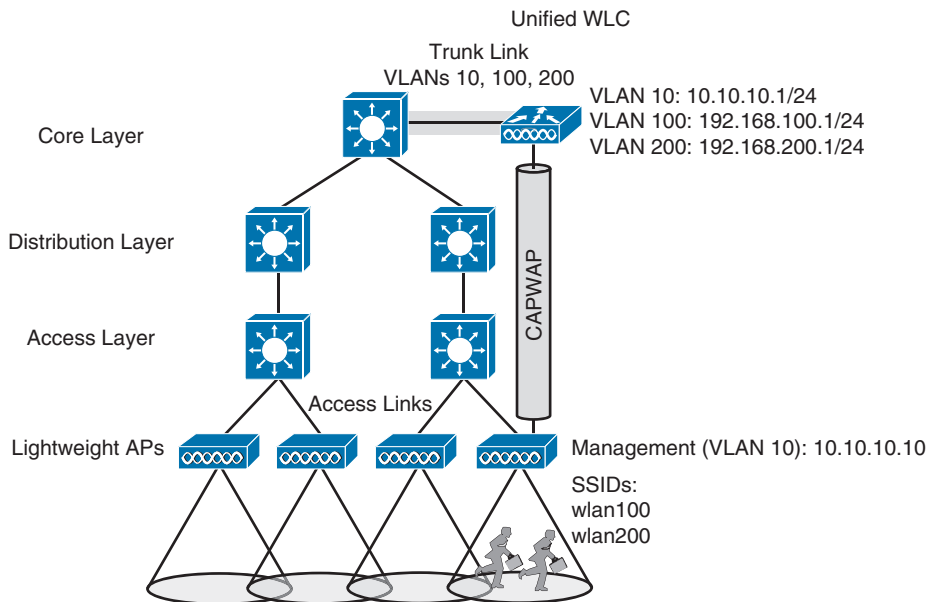 Unified WLC
Trunk Link
VLANs 10, 100, 200
VLAN 10: 10.10.10.1/24
Core Layer
VLAN 100: 192.168.100.1/24
VLAN 200: 192.168.200.1/24
Distribution Layer
CAPWAP
Access Layer
Access Links
Lightweight APs
Management (VLAN 10): 10.10.10.10
SSIDs:
wlan100
wlan200